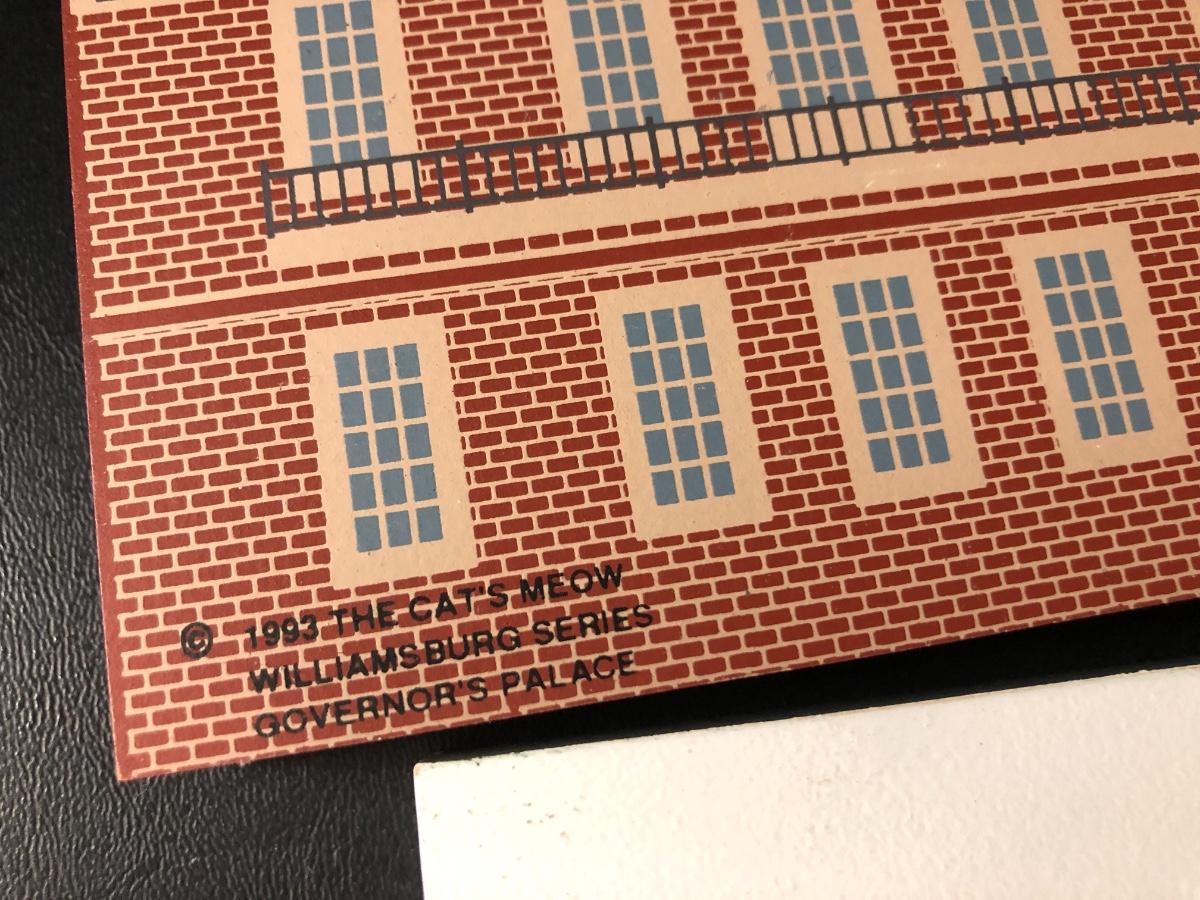 © 1993 THE CAT'S MEOW
WILLIAMSBURG SERIES
GOVERNOR'S PALACE